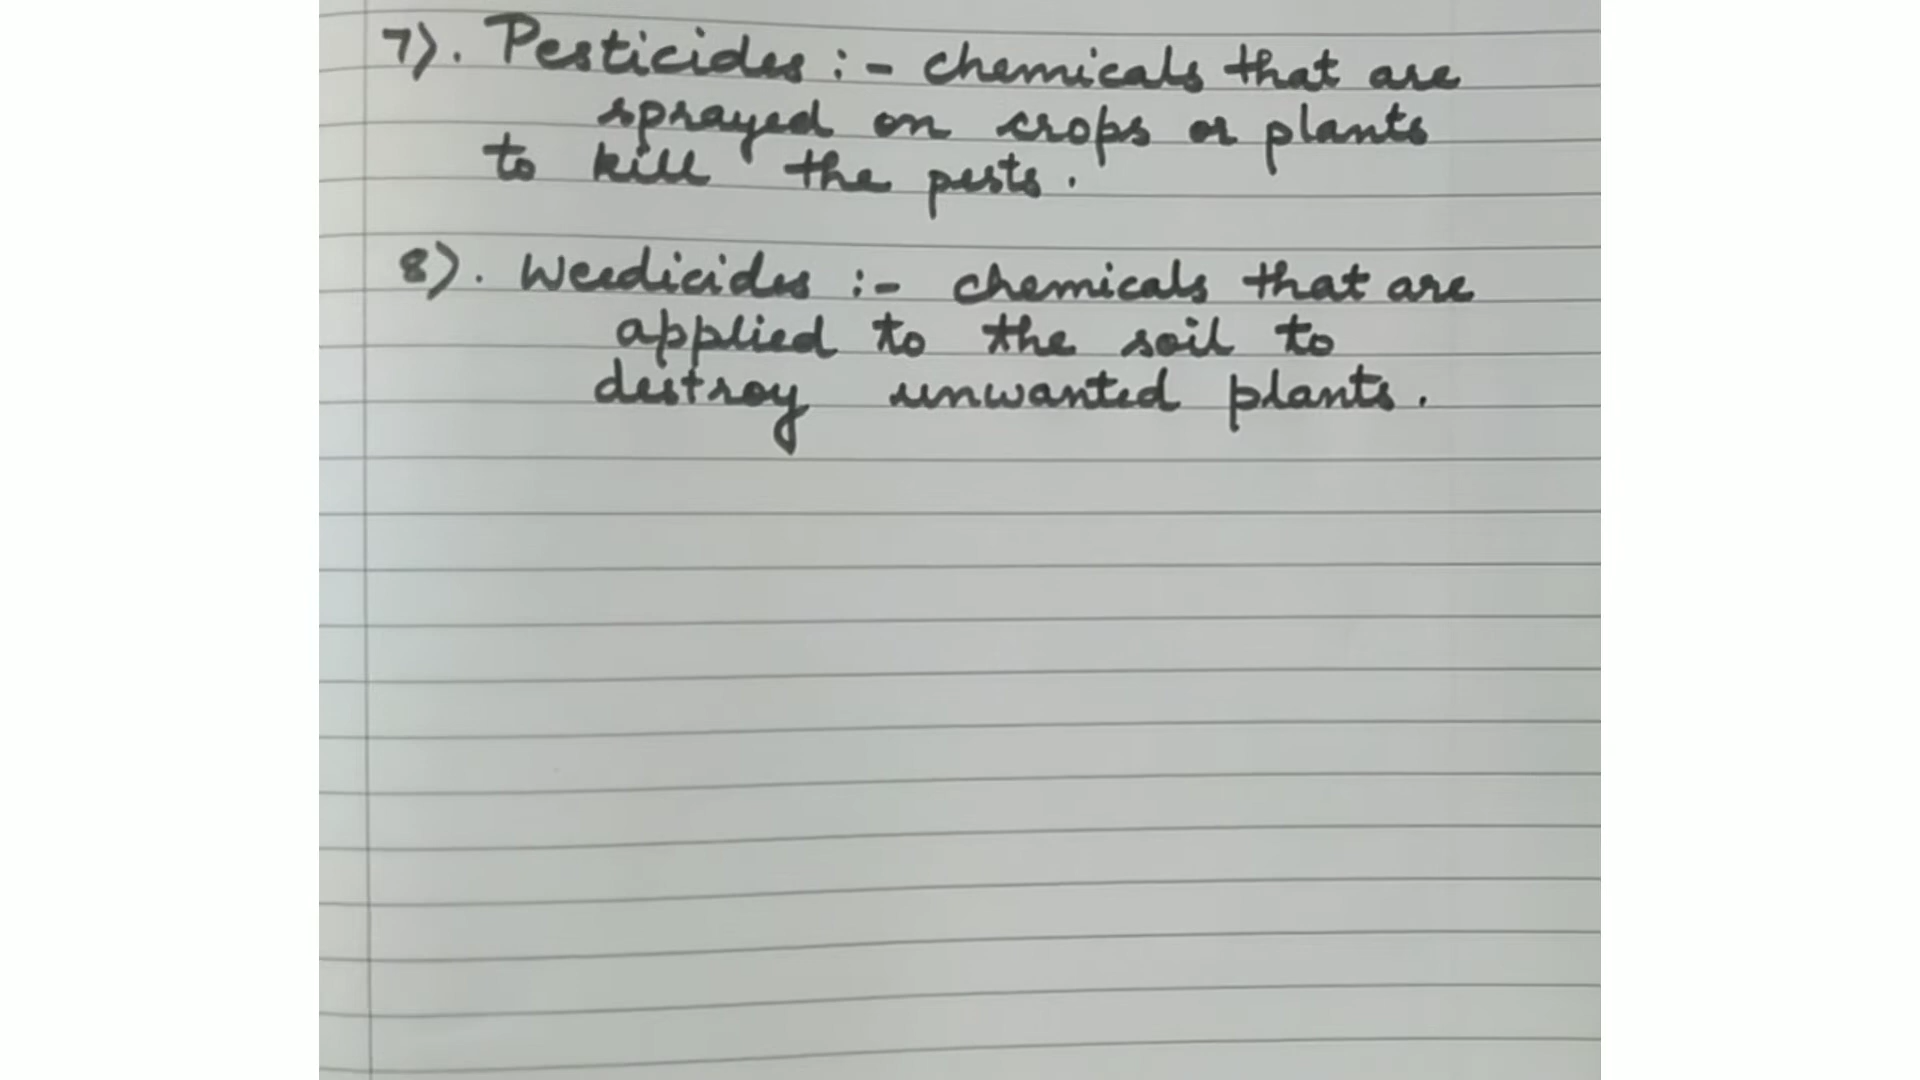 7). Pesticides :- chemicals that are
sprayed on crops or plants
to kill the pests.
8). Weedicides :- chemicals that are
applied to the soil to
destroy unwanted plants.